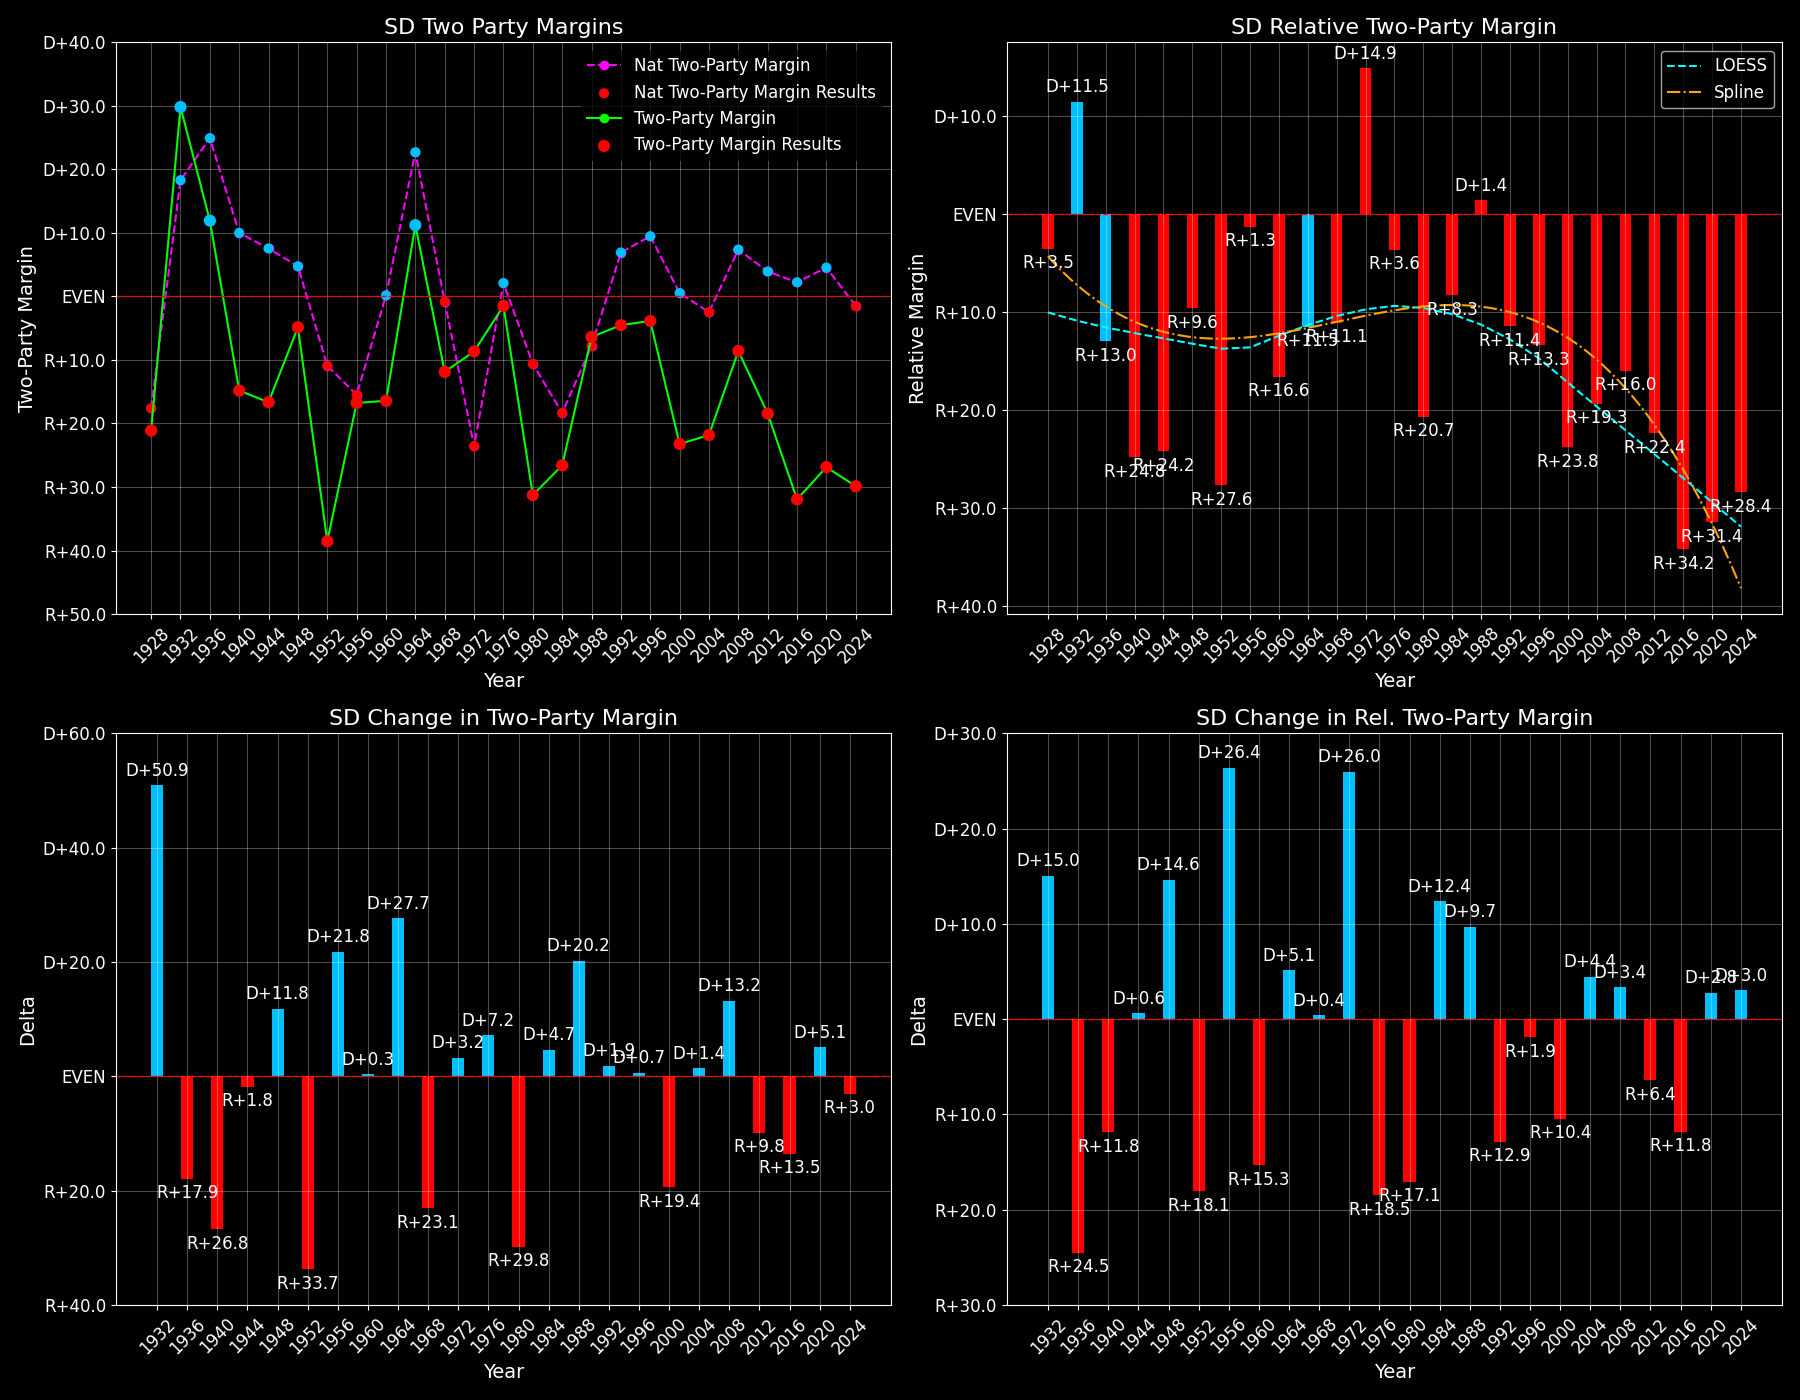 SD Two Party Margins
D+40.0
D+30.0
D+20.0
D+10.0
EVEN
R+10.0
R+20.0
R+30.0
R+40.0
R+50.0
Two-Party Margin
Nat Two-Party Margin
Nat Two-Party Margin Results
Two-Party Margin
Two-Party Margin Results
1928 1932 1936 1940 1944 1948 1952 1956 1960 1964 1968 1972 1976 1980 1984 1988 1992 1996 2000 2004 2008 2012 2016 2020 2024
Year
SD Relative Two-Party Margin
D+10.0
EVEN
R+10.0
R+20.0
R+30.0
R+40.0
Relative Margin
LOESS
Spline
R+3.5
D+11.5
R+13.0
R+24.8
R+24.2
R+9.6
R+27.6
R+1.3
R+16.6
R+11.5
R+11.1
D+14.9
R+3.6
R+20.7
R+8.3
D+1.4
R+11.4
R+13.3
R+23.8
R+19.3
R+16.0
R+22.4
R+34.2
R+31.4
R+28.4
1928 1932 1936 1940 1944 1948 1952 1956 1960 1964 1968 1972 1976 1980 1984 1988 1992 1996 2000 2004 2008 2012 2016 2020 2024
Year
SD Change in Two-Party Margin
D+60.0
D+40.0
D+20.0
EVEN
R+20.0
R+40.0
Delta
D+50.9
R+17.9
R+26.8
R+1.8
D+11.8
R+33.7
D+21.8
D+0.3
D+27.7
R+23.1
D+3.2
D+7.2
R+29.8
D+4.7
D+20.2
D+1.9
D+0.7
R+19.4
D+1.4
D+13.2
R+9.8
R+13.5
D+5.1
R+3.0
1932 1936 1940 1944 1948 1952 1956 1960 1964 1968 1972 1976 1980 1984 1988 1992 1996 2000 2004 2008 2012 2016 2020 2024
Year
SD Change in Rel. Two-Party Margin
D+30.0
D+20.0
D+10.0
EVEN
R+10.0
R+20.0
R+30.0
Delta
D+15.0
R+24.5
R+11.8
D+0.6
D+14.6
R+18.1
D+26.4
R+15.3
D+5.1
D+0.4
D+26.0
R+18.5
R+17.1
D+12.4
D+9.7
R+12.9
R+1.9
R+10.4
D+4.4
D+3.4
R+6.4
R+11.8
D+2.8
D+3.0
1932 1936 1940 1944 1948 1952 1956 1960 1964 1968 1972 1976 1980 1984 1988 1992 1996 2000 2004 2008 2012 2016 2020 2024
Year